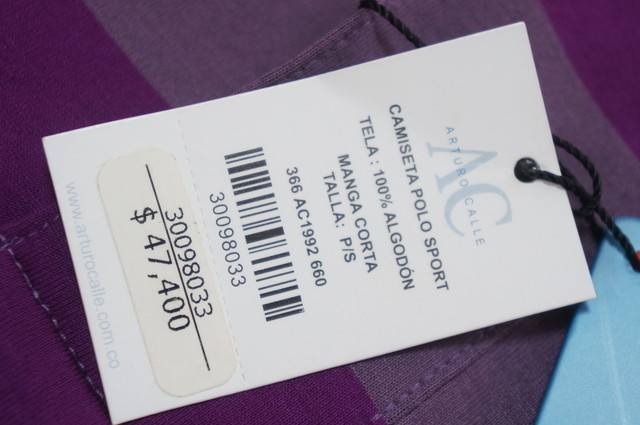 AC
ARTURO CALLE
CAMISETA POLO SPORT
TELA : 100% ALGODÓN
MANGA CORTA
TALLA: P/S
366 AC1992 660
30098033
30098033
$ 47,400
www.arturocalle.com.co